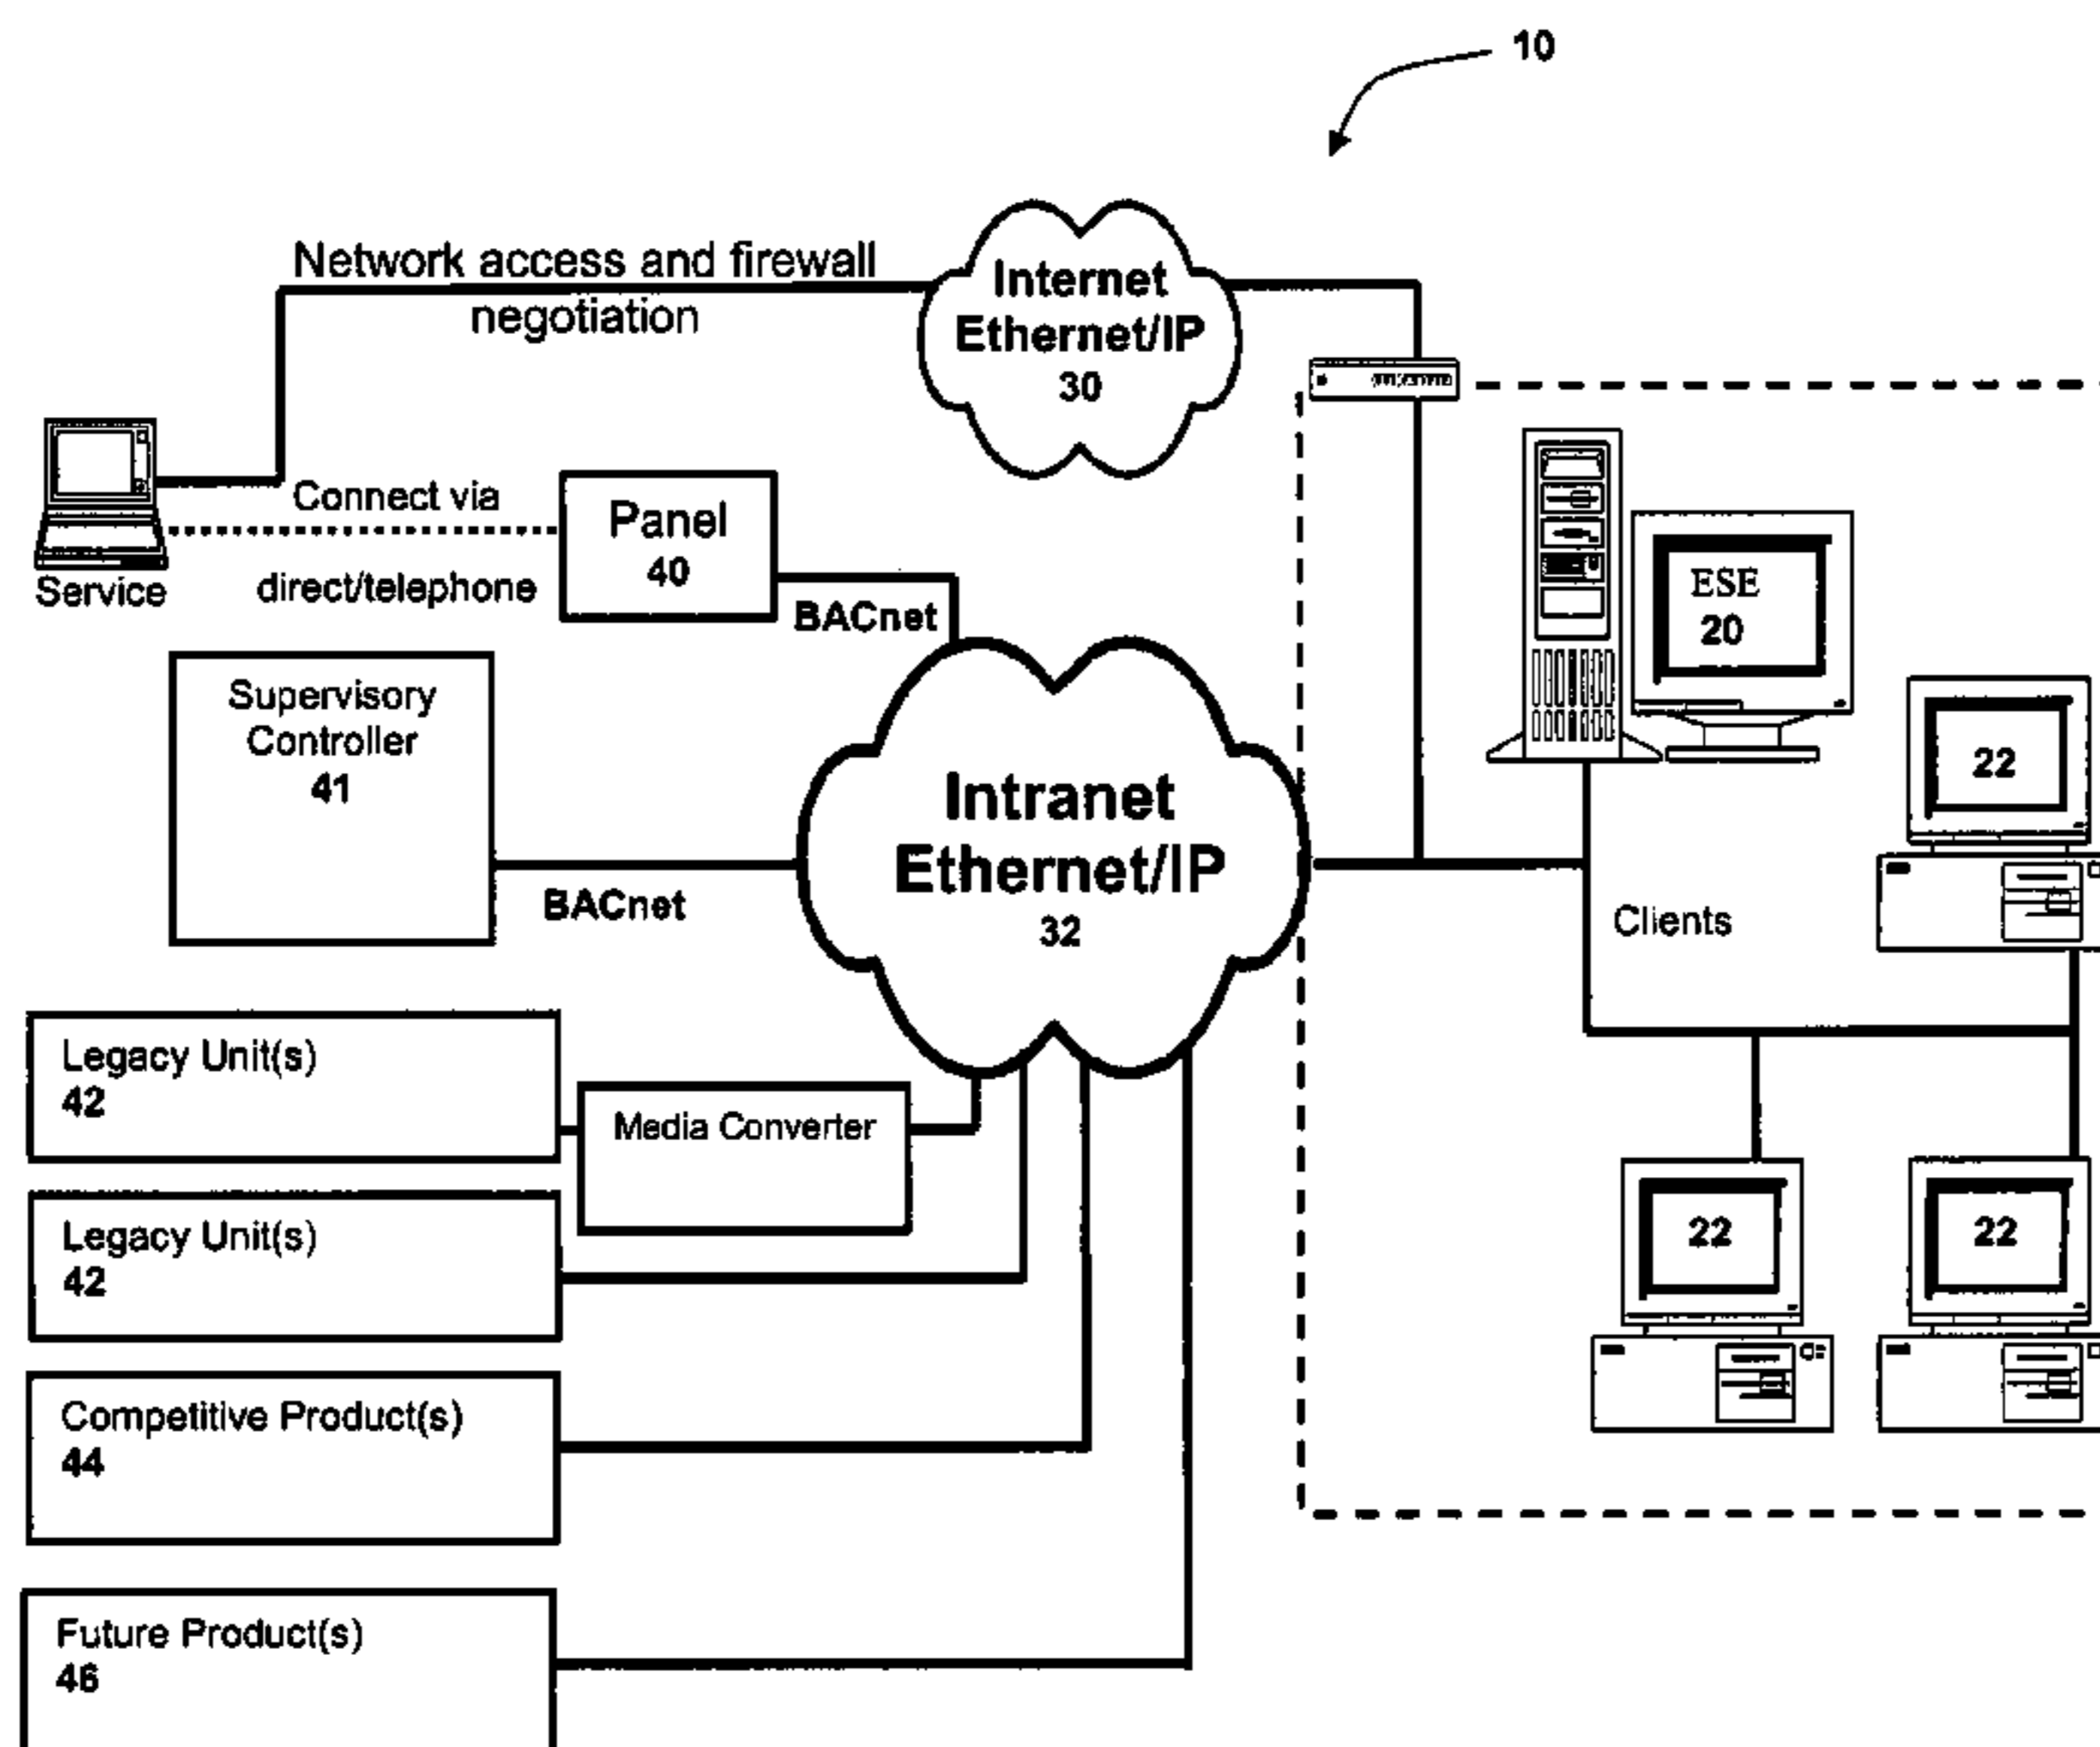 10
Network access and firewall
negotiation
Internet
Ethernet/IP
30
Connect via
direct/telephone
Service
Panel
40
BACnet
ESE
20
Supervisory
Controller
41
BACnet
Intranet
Ethernet/IP
32
22
Clients
Legacy Unit(s)
42
Media Converter
Legacy Unit(s)
42
22
22
Competitive Product(s)
44
Future Product(s)
46